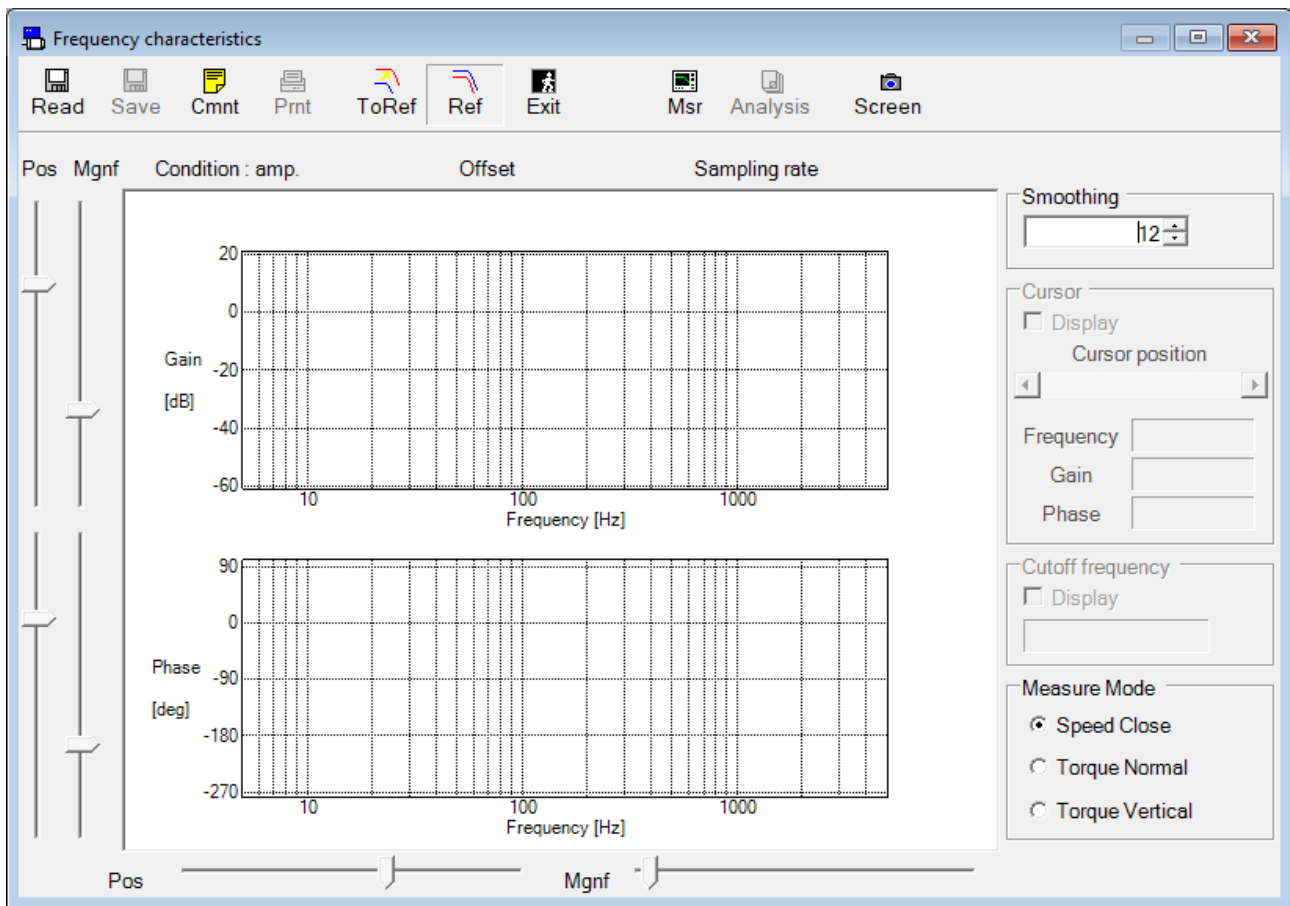 Frequency characteristics
Read Save Cmnt Prnt ToRef Ref Exit Msr Analysis Screen
Pos Mgnf Condition : amp. Offset Sampling rate
Smoothing
12
20
0
Gain
-20
[dB]
-40
-60
10 100 1000
Frequency [Hz]
90
0
Phase
-90
[deg]
-180
-270
10 100 1000
Frequency [Hz]
Cursor
Display
Cursor position
Frequency
Gain
Phase
Cutoff frequency
Display
Measure Mode
Speed Close
Torque Normal
Torque Vertical
Pos Mgnf